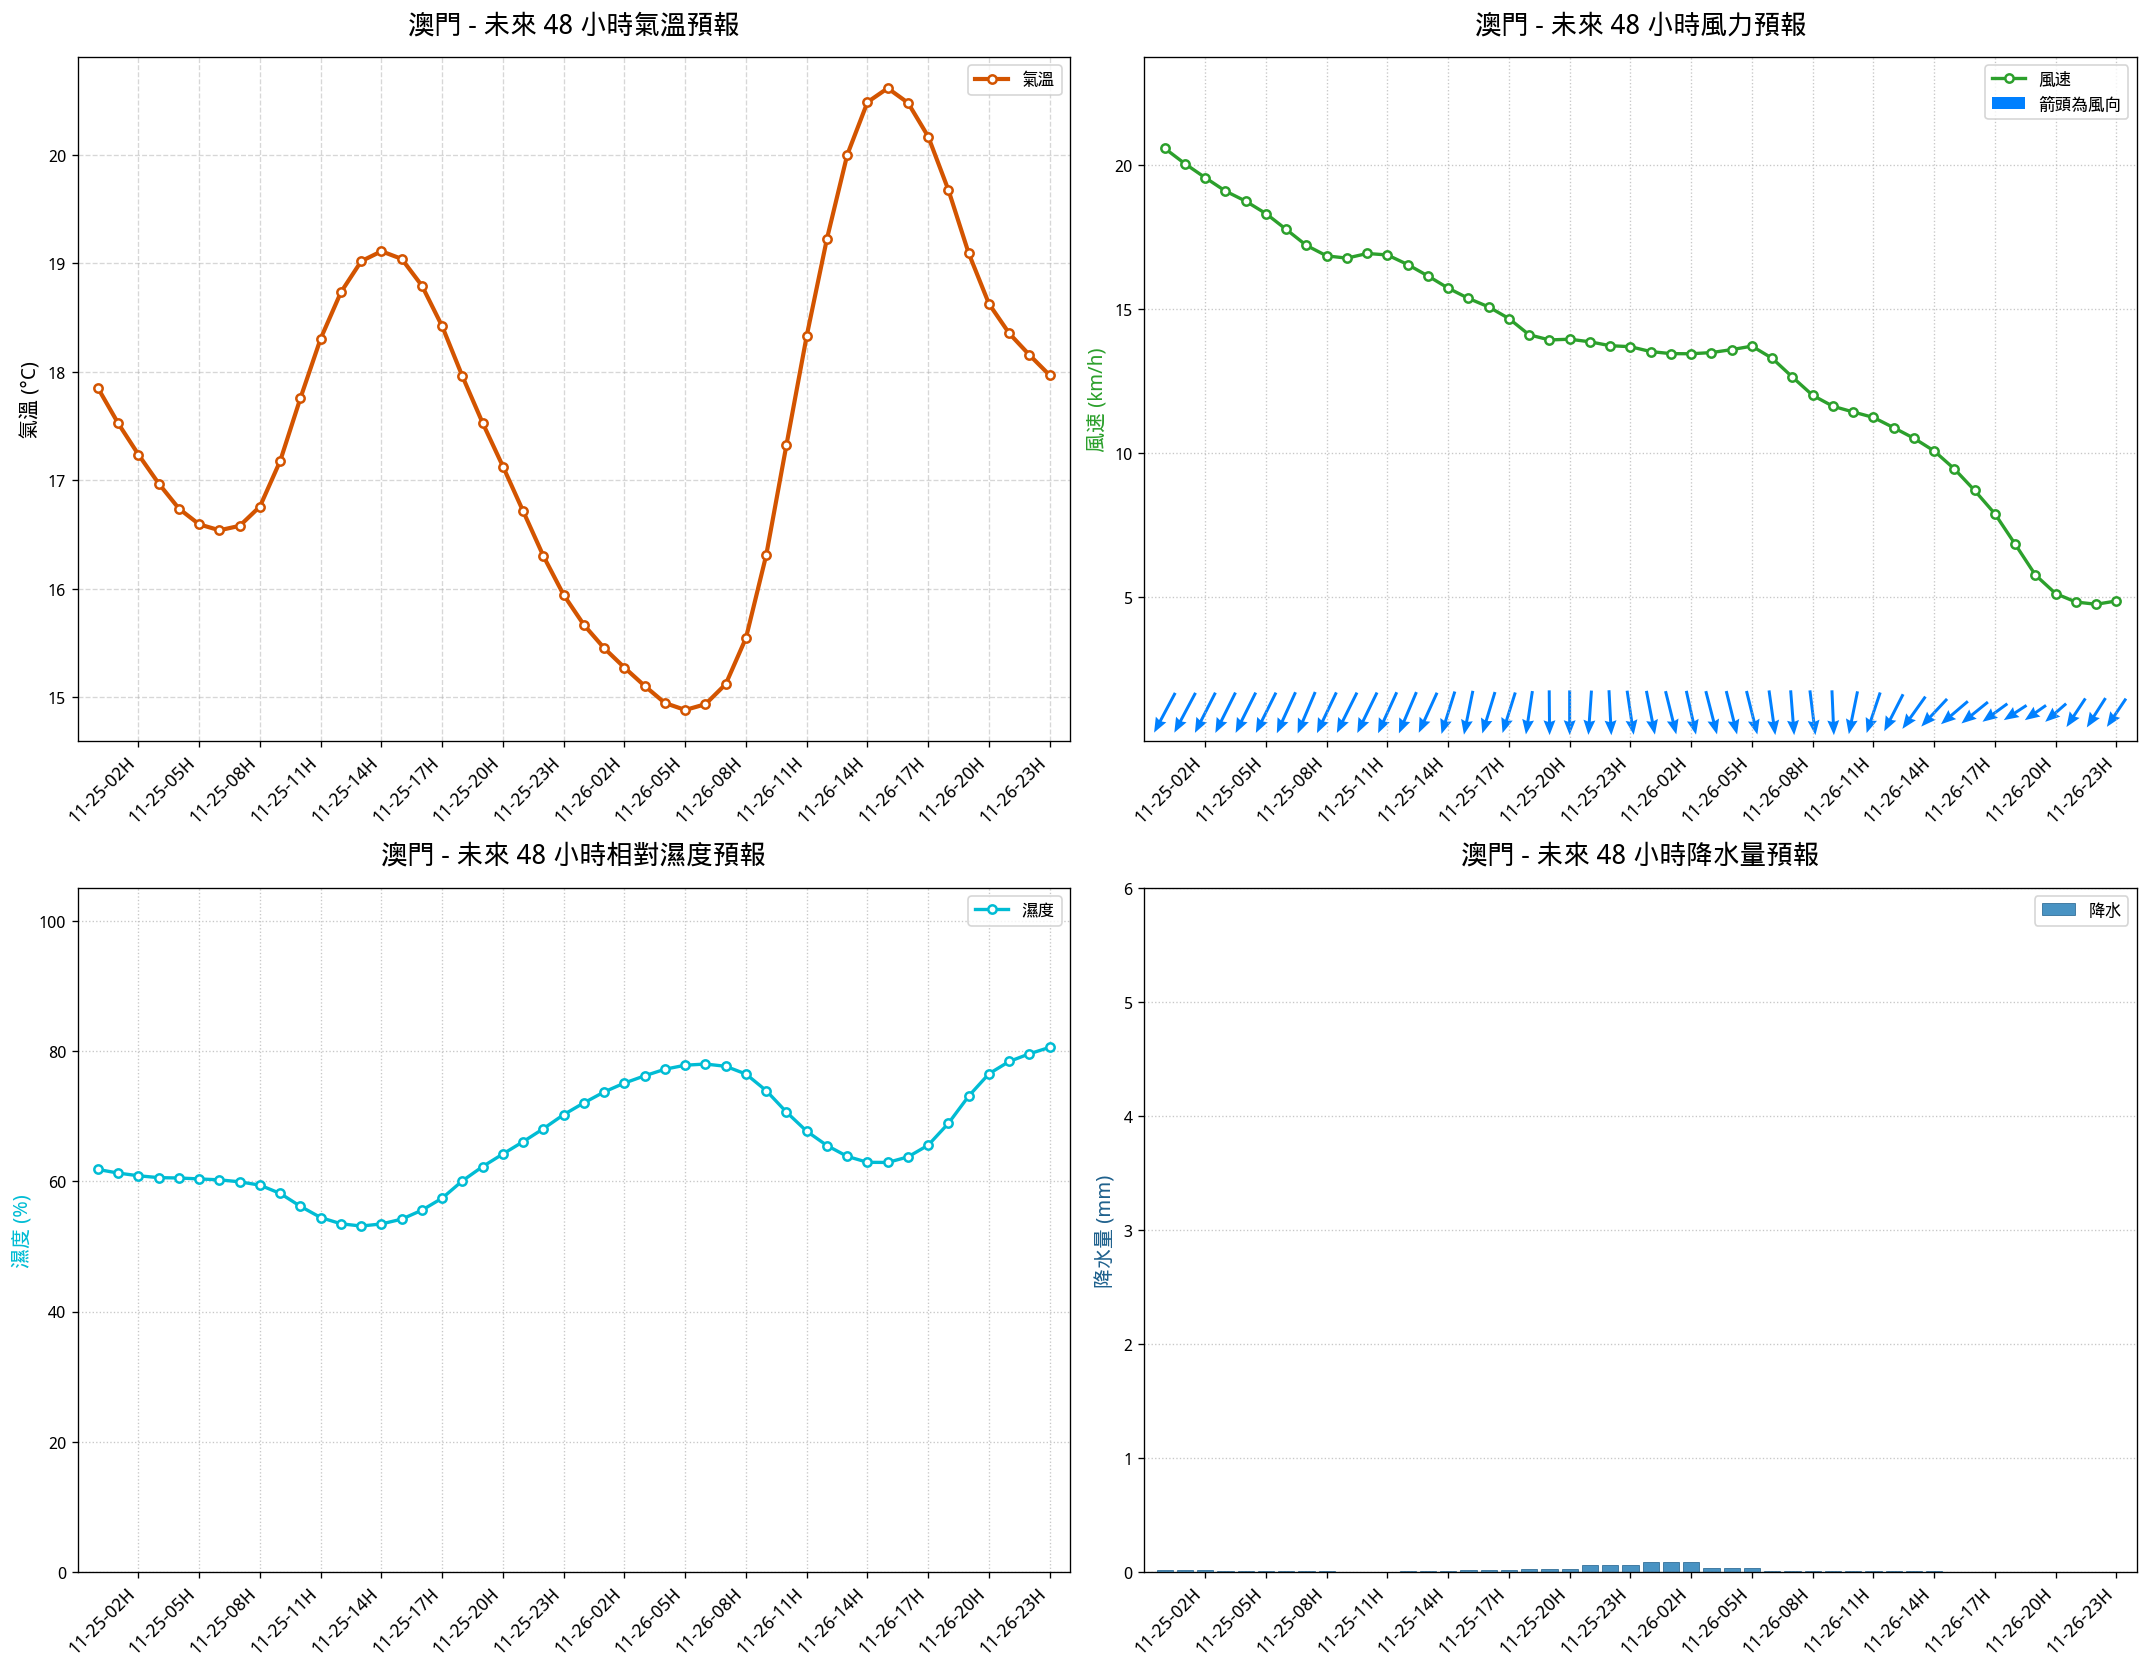 澳門 - 未來 48 小時氣溫預報
氣溫
氣溫 (°C)
20
19
18
17
16
15
11-25-02H
11-25-05H
11-25-08H
11-25-11H
11-25-14H
11-25-17H
11-25-20H
11-25-23H
11-26-02H
11-26-05H
11-26-08H
11-26-11H
11-26-14H
11-26-17H
11-26-20H
11-26-23H
澳門 - 未來 48 小時風力預報
風速
箭頭為風向
風速 (km/h)
20
15
10
5
11-25-02H
11-25-05H
11-25-08H
11-25-11H
11-25-14H
11-25-17H
11-25-20H
11-25-23H
11-26-02H
11-26-05H
11-26-08H
11-26-11H
11-26-14H
11-26-17H
11-26-20H
11-26-23H
澳門 - 未來 48 小時相對濕度預報
濕度
濕度 (%)
100
80
60
40
20
0
11-25-02H
11-25-05H
11-25-08H
11-25-11H
11-25-14H
11-25-17H
11-25-20H
11-25-23H
11-26-02H
11-26-05H
11-26-08H
11-26-11H
11-26-14H
11-26-17H
11-26-20H
11-26-23H
澳門 - 未來 48 小時降水量預報
降水
降水量 (mm)
6
5
4
3
2
1
0
11-25-02H
11-25-05H
11-25-08H
11-25-11H
11-25-14H
11-25-17H
11-25-20H
11-25-23H
11-26-02H
11-26-05H
11-26-08H
11-26-11H
11-26-14H
11-26-17H
11-26-20H
11-26-23H